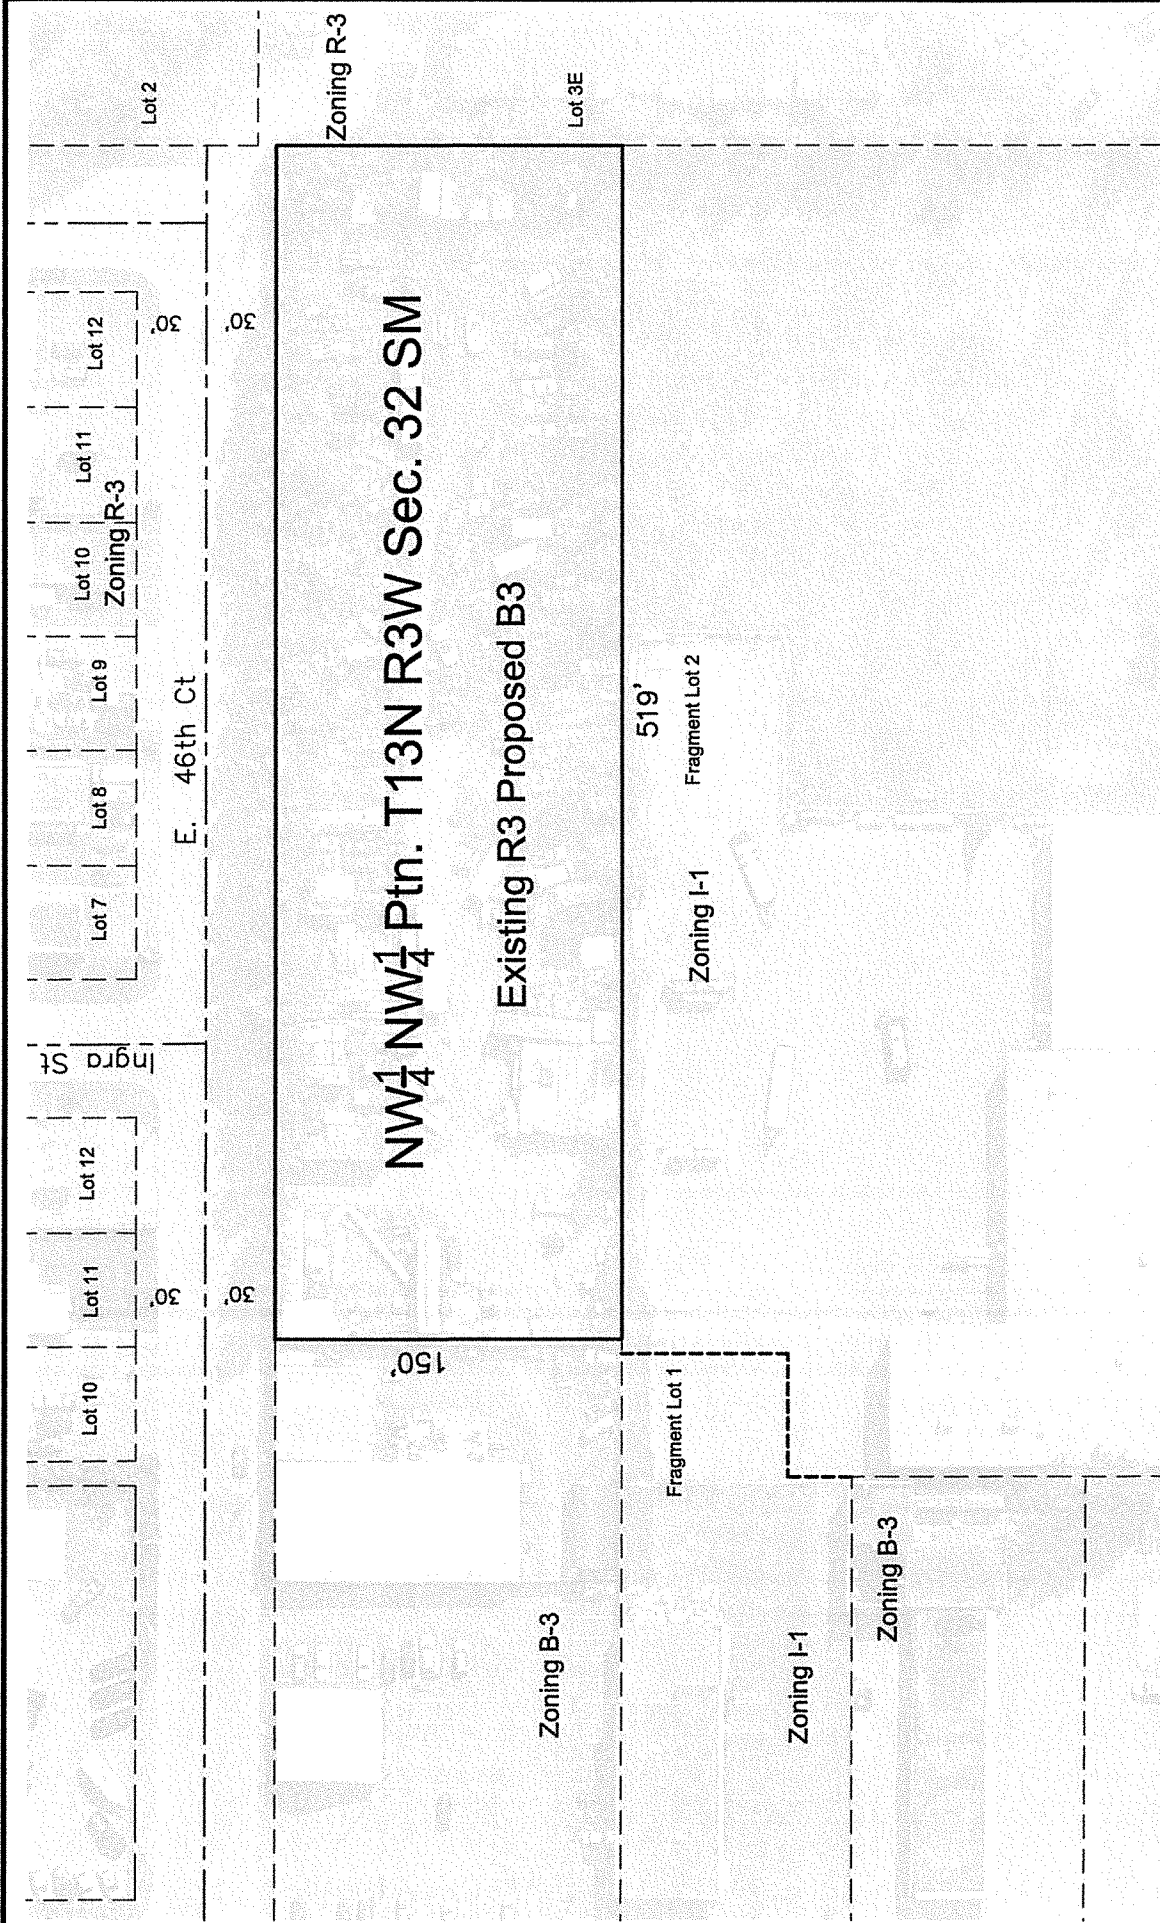 Lot 10
Lot 11
Lot 12
Ingra St
Lot 7
Lot 8
Lot 9
Lot 10
Lot 11
Lot 12
Zoning R-3
Lot 2
30'
30'
E. 46th Ct
30'
30'
Zoning R-3
150'
NW¼ NW¼ Ptn. T13N R3W Sec. 32 SM
Existing R3 Proposed B3
Lot 3E
519'
Zoning B-3
Fragment Lot 1
Zoning I-1
Fragment Lot 2
Zoning I-1
Zoning B-3